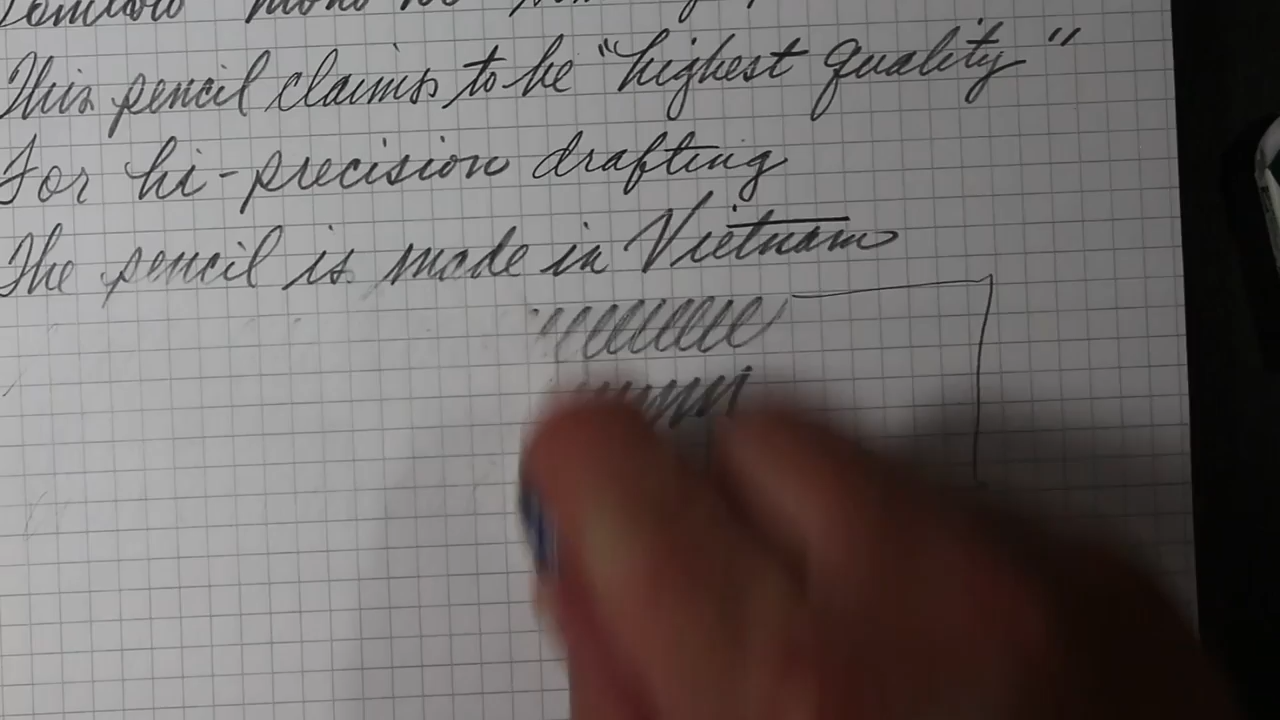 This pencil claims to be "highest quality"
For hi-precision drafting
The pencil is made in Vietnam